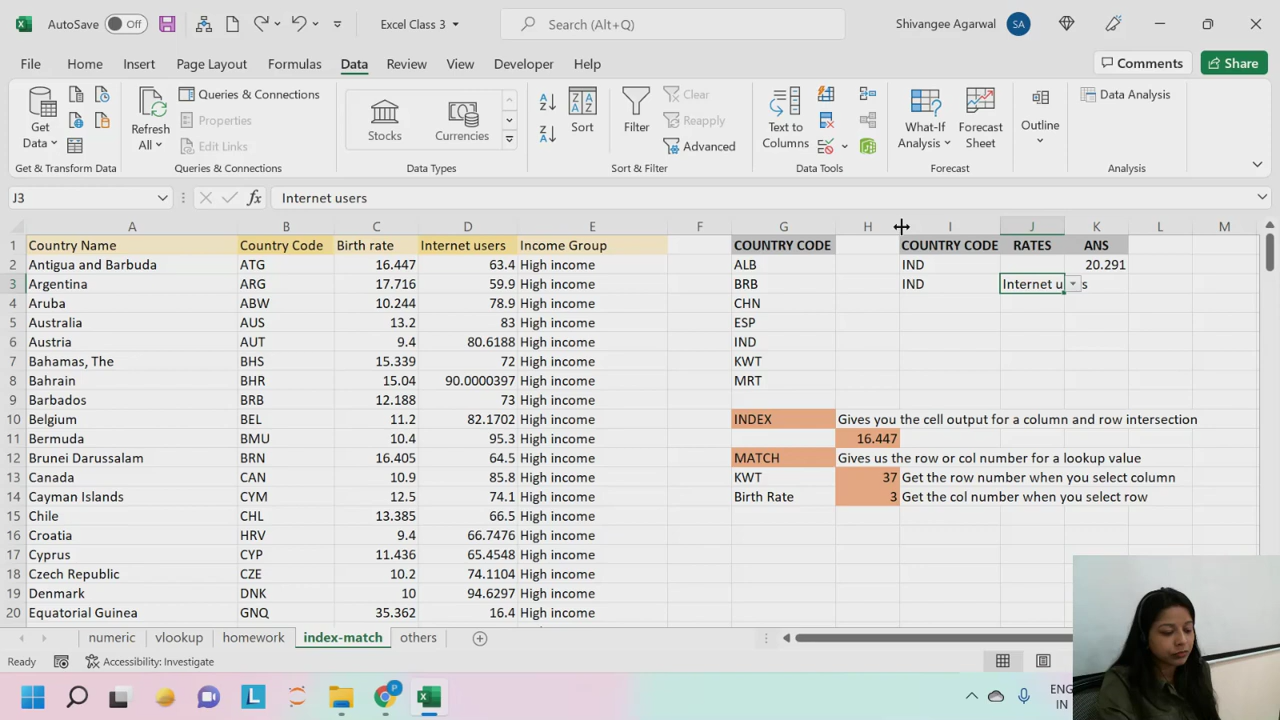 AutoSave Off Excel Class 3 Search (Alt+Q) Shivangee Agarwal SA
File Home Insert Page Layout Formulas Data Review View Developer Help Comments Share
Get Data Refresh All Queries & Connections Properties Edit Links Stocks Currencies Sort Filter Clear Reapply Advanced Text to Columns What-If Analysis Forecast Sheet Outline Data Analysis
Get & Transform Data Queries & Connections Data Types Sort & Filter Data Tools Forecast Analysis
J3 fx Internet users
A B C D E F G H I J K L M
1 Country Name Country Code Birth rate Internet users Income Group COUNTRY CODE COUNTRY CODE RATES ANS
2 Antigua and Barbuda ATG 16.447 63.4 High income ALB IND 20.291
3 Argentina ARG 17.716 59.9 High income BRB IND Internet u s
4 Aruba ABW 10.244 78.9 High income CHN
5 Australia AUS 13.2 83 High income ESP
6 Austria AUT 9.4 80.6188 High income IND
7 Bahamas, The BHS 15.339 72 High income KWT
8 Bahrain BHR 15.04 90.0000397 High income MRT
9 Barbados BRB 12.188 73 High income
10 Belgium BEL 11.2 82.1702 High income INDEX Gives you the cell output for a column and row intersection
11 Bermuda BMU 10.4 95.3 High income 16.447
12 Brunei Darussalam BRN 16.405 64.5 High income MATCH Gives us the row or col number for a lookup value
13 Canada CAN 10.9 85.8 High income KWT 37 Get the row number when you select column
14 Cayman Islands CYM 12.5 74.1 High income Birth Rate 3 Get the col number when you select row
15 Chile CHL 13.385 66.5 High income
16 Croatia HRV 9.4 66.7476 High income
17 Cyprus CYP 11.436 65.4548 High income
18 Czech Republic CZE 10.2 74.1104 High income
19 Denmark DNK 10 94.6297 High income
20 Equatorial Guinea GNQ 35.362 16.4 High income
numeric vlookup homework index-match others
Ready Accessibility: Investigate
ENG
IN